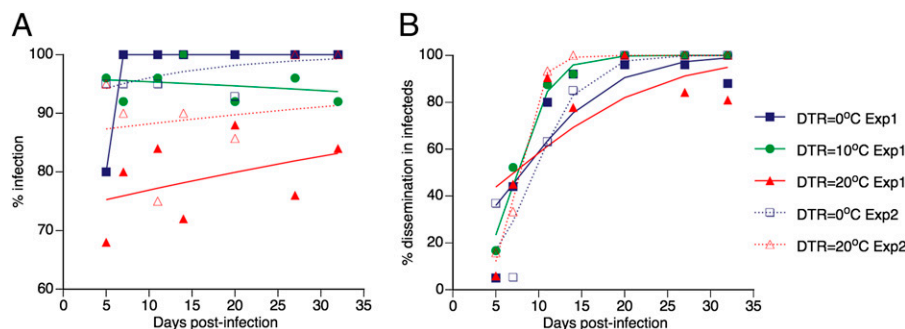 A
B
100
90
80
70
60
% infection
0 5 10 15 20 25 30 35
Days post-infection
100
80
60
40
20
0
% dissemination in infecteds
0 5 10 15 20 25 30 35
Days post-infection
DTR=0°C Exp1
DTR=10°C Exp1
DTR=20°C Exp1
DTR=0°C Exp2
DTR=20°C Exp2